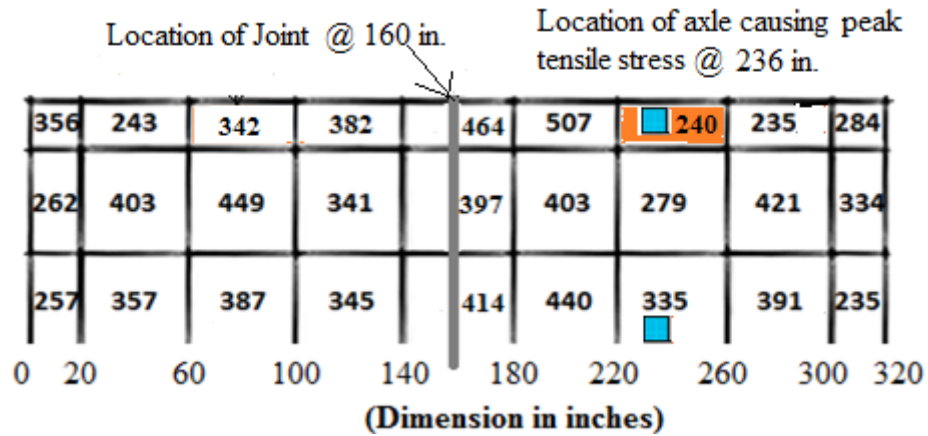 Location of Joint @ 160 in.
Location of axle causing peak
tensile stress @ 236 in.
356 243 342 382 464 507 240 235 284
262 403 449 341 397 403 279 421 334
257 357 387 345 414 440 335 391 235
0 20 60 100 140 180 220 260 300 320
(Dimension in inches)